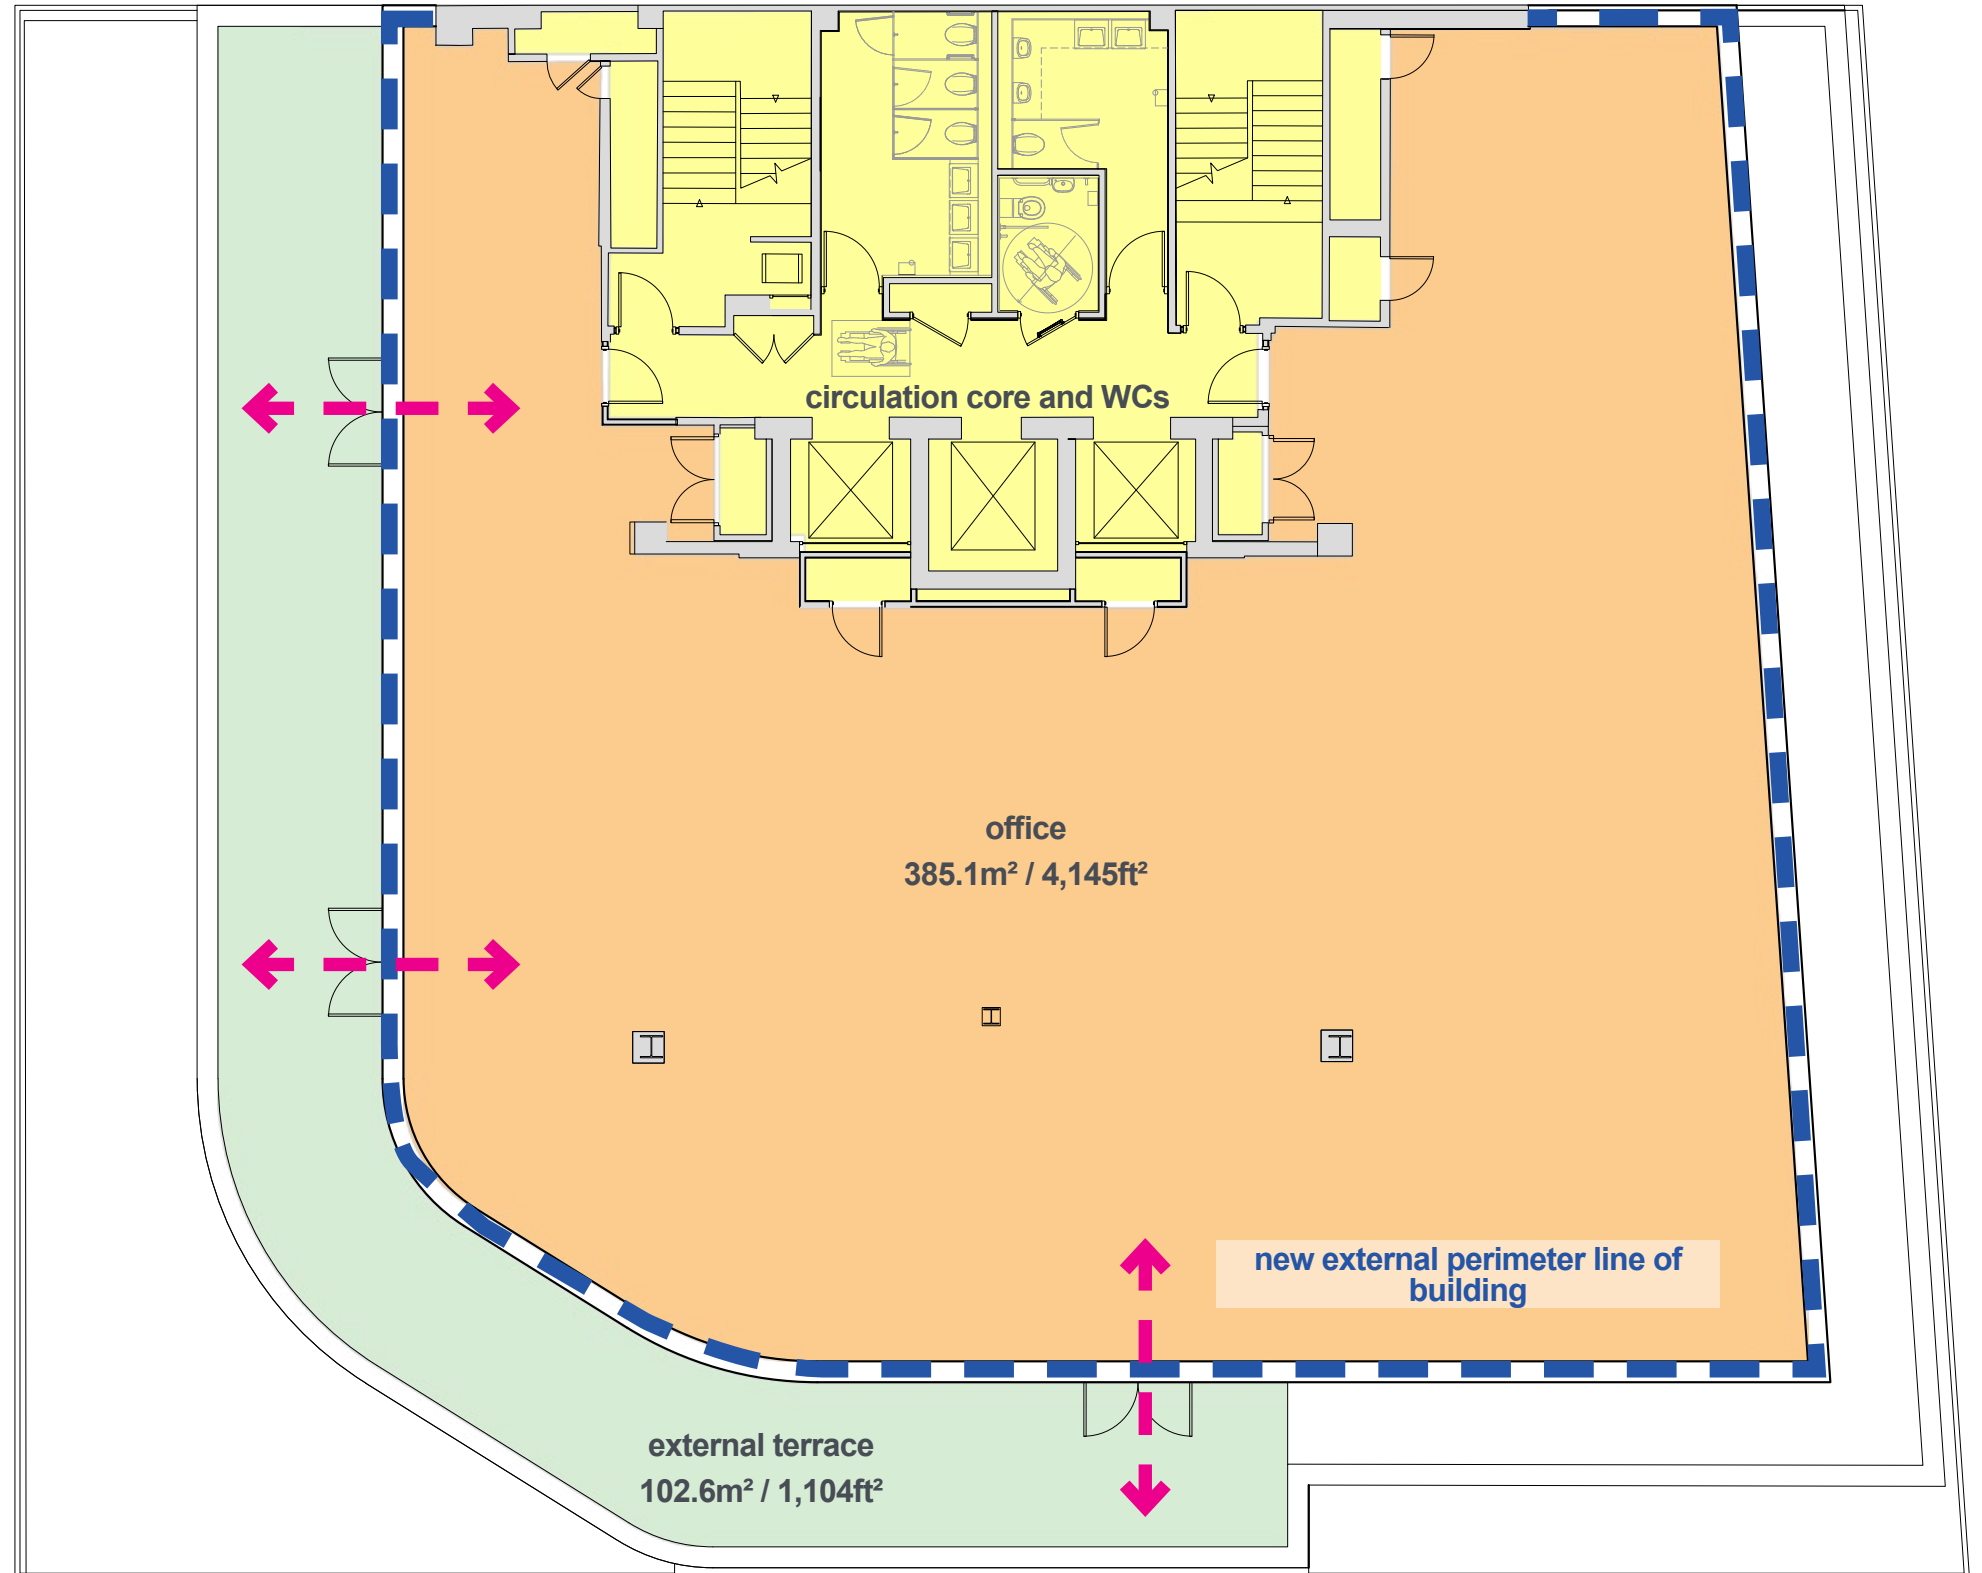 circulation core and WCs
office
385.1m² / 4,145ft²
new external perimeter line of
building
external terrace
102.6m² / 1,104ft²